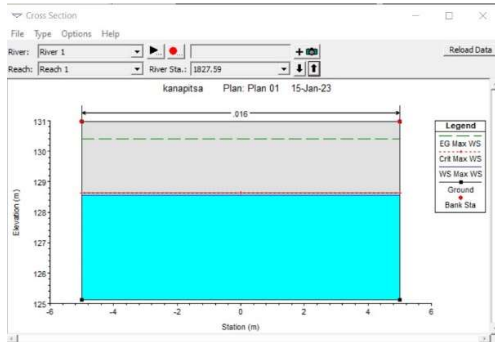 Cross Section
File Type Options Help
River: River 1 Reload Data
Reach: Reach 1 River Sta.: 1827.59
kanapitsa Plan: Plan 01 15-Jan-23
.016
131
130
129
128
127
126
125
Elevation (m)
-6 -4 -2 0 2 4 6
Station (m)
Legend
EG Max WS
Crit Max WS
WS Max WS
Ground
Bank Sta